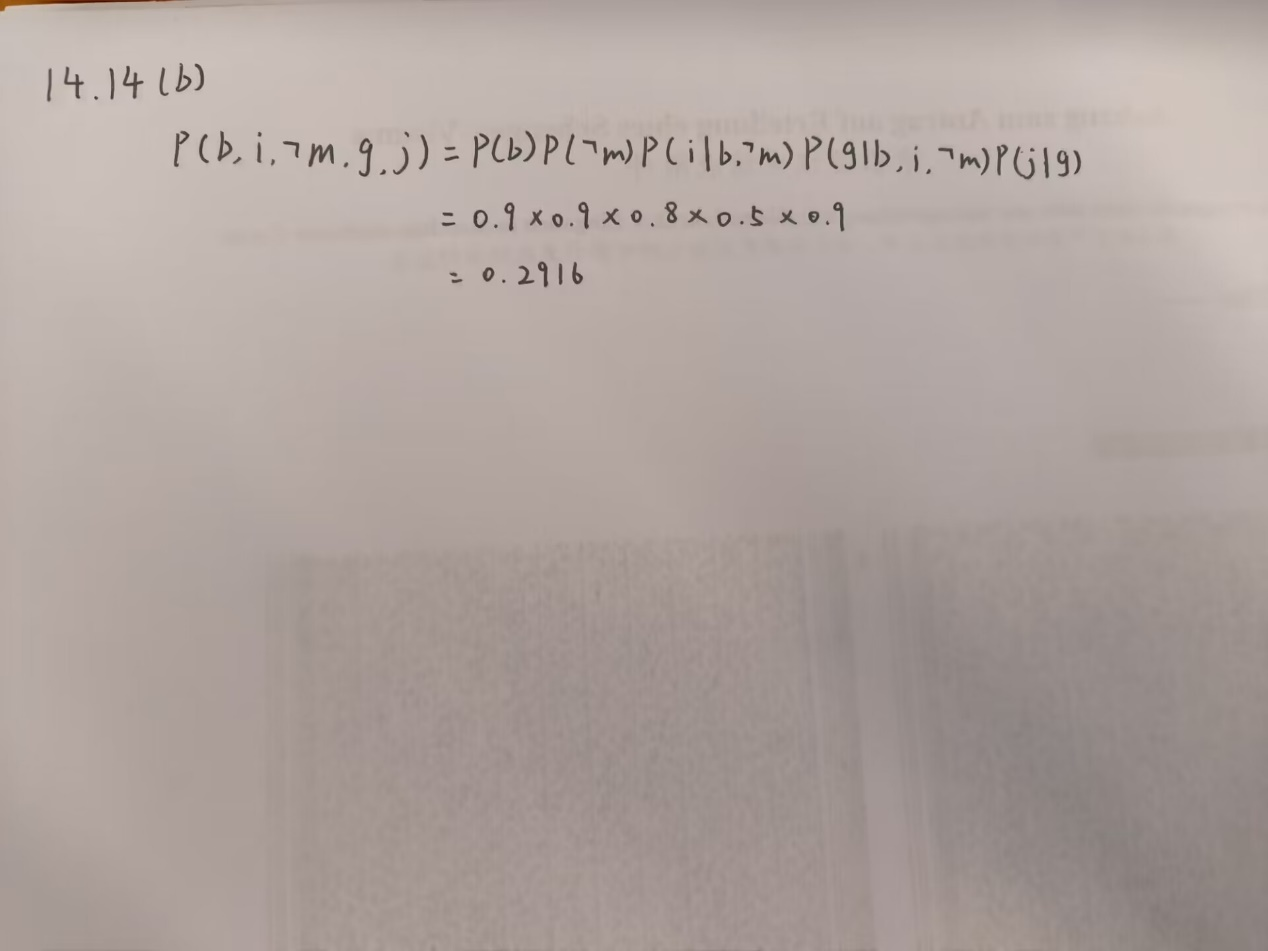 14.14 (b)
P(b, i, ¬m, g, j) = P(b)P(¬m)P(i|b,¬m)P(g|b, i, ¬m)P(j|g)
= 0.9 × 0.9 × 0.8 × 0.5 × 0.9
= 0.2916